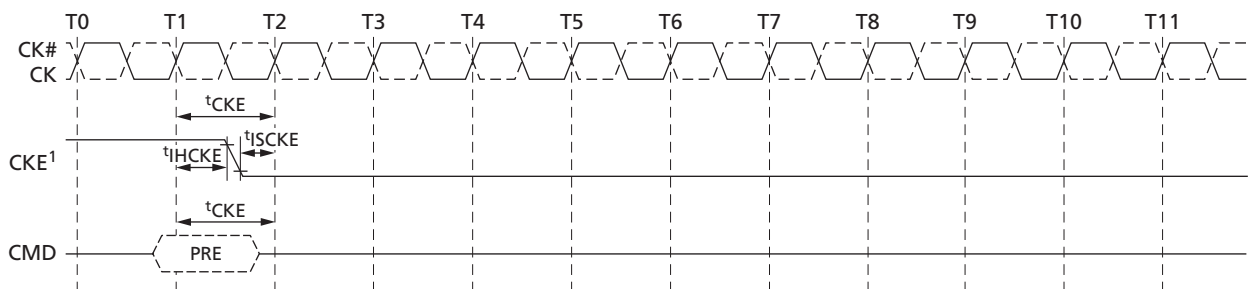 T0 T1 T2 T3 T4 T5 T6 T7 T8 T9 T10 T11
CK#
CK
tCKE
tISCKE
CKE1
tIHCKE
tCKE
CMD
PRE